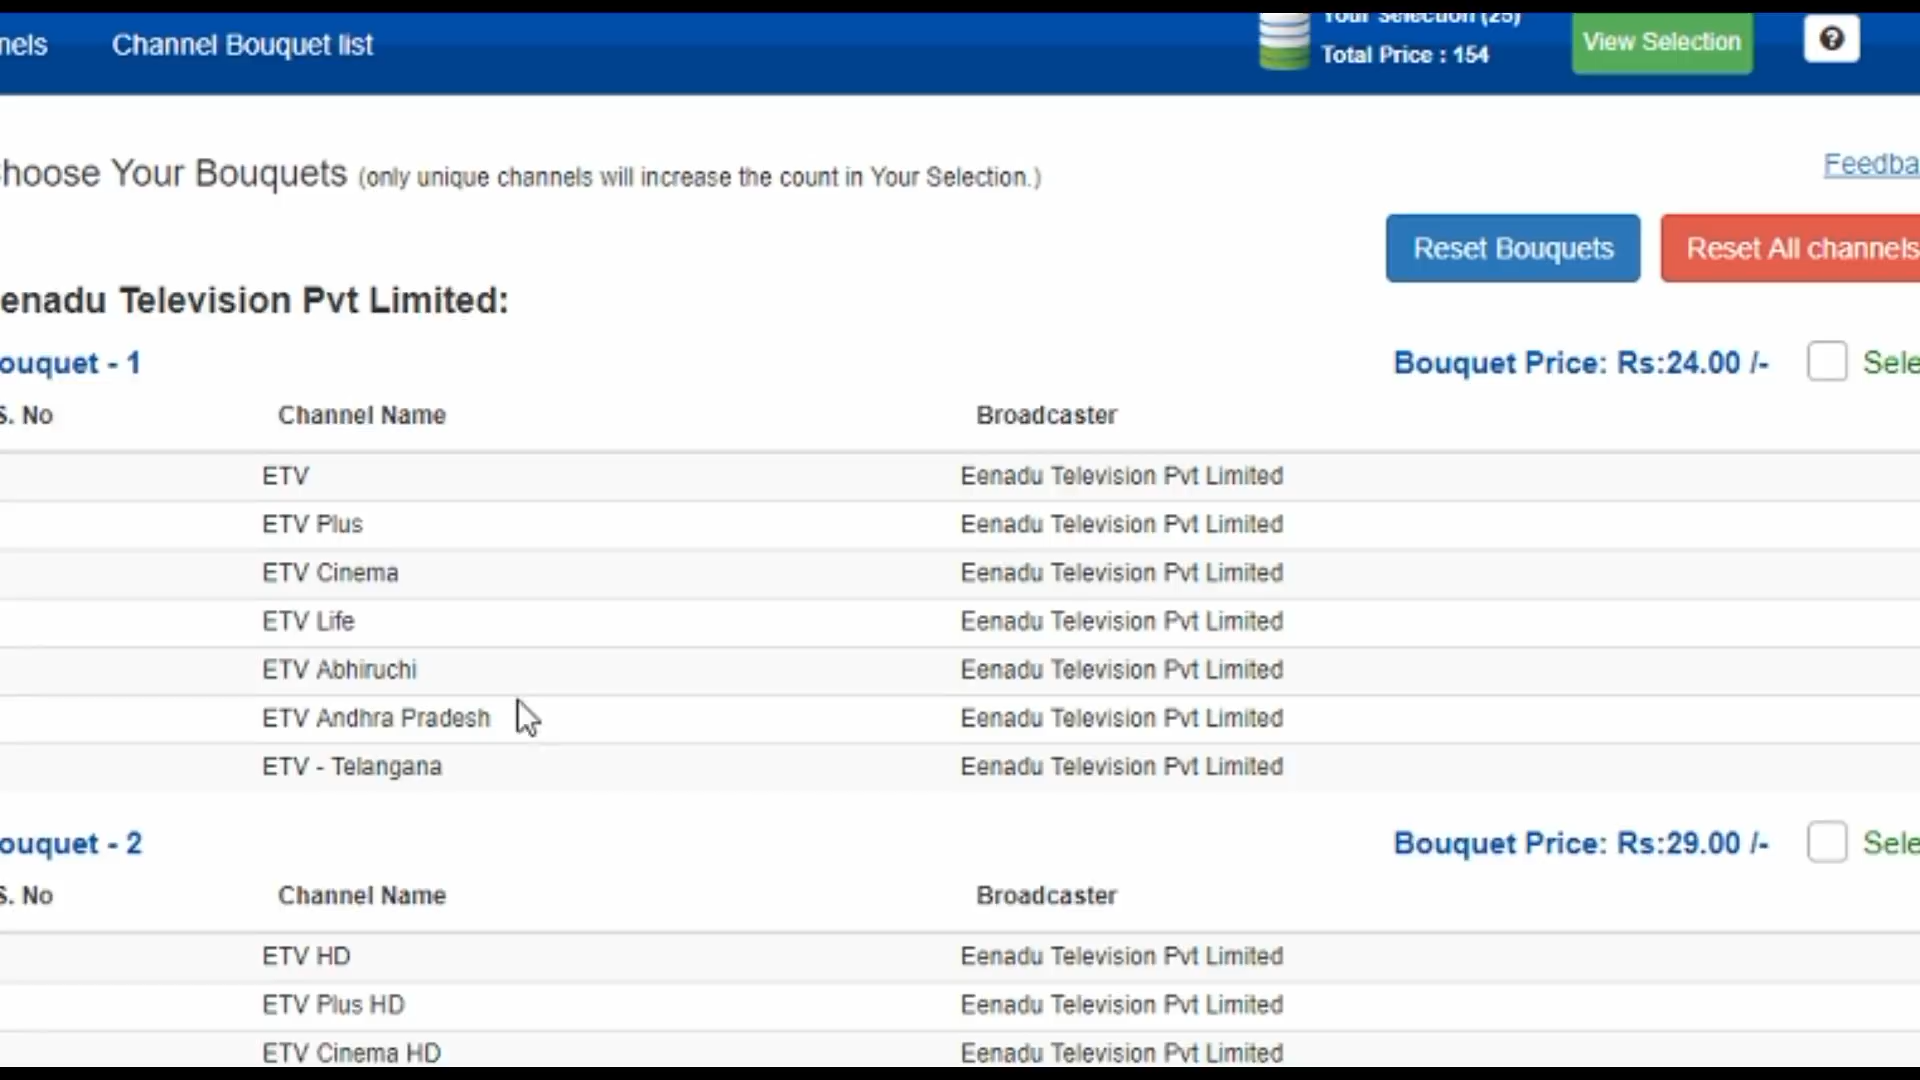 nels Channel Bouquet list Your Selection (25) View Selection
Total Price : 154
hoose Your Bouquets (only unique channels will increase the count in Your Selection.) Feedba
Reset Bouquets Reset All channels
enadu Television Pvt Limited:
ouquet - 1 Bouquet Price: Rs:24.00 /- Sele
S. No Channel Name Broadcaster
ETV Eenadu Television Pvt Limited
ETV Plus Eenadu Television Pvt Limited
ETV Cinema Eenadu Television Pvt Limited
ETV Life Eenadu Television Pvt Limited
ETV Abhiruchi Eenadu Television Pvt Limited
ETV Andhra Pradesh Eenadu Television Pvt Limited
ETV - Telangana Eenadu Television Pvt Limited
ouquet - 2 Bouquet Price: Rs:29.00 /- Sele
S. No Channel Name Broadcaster
ETV HD Eenadu Television Pvt Limited
ETV Plus HD Eenadu Television Pvt Limited
ETV Cinema HD Eenadu Television Pvt Limited